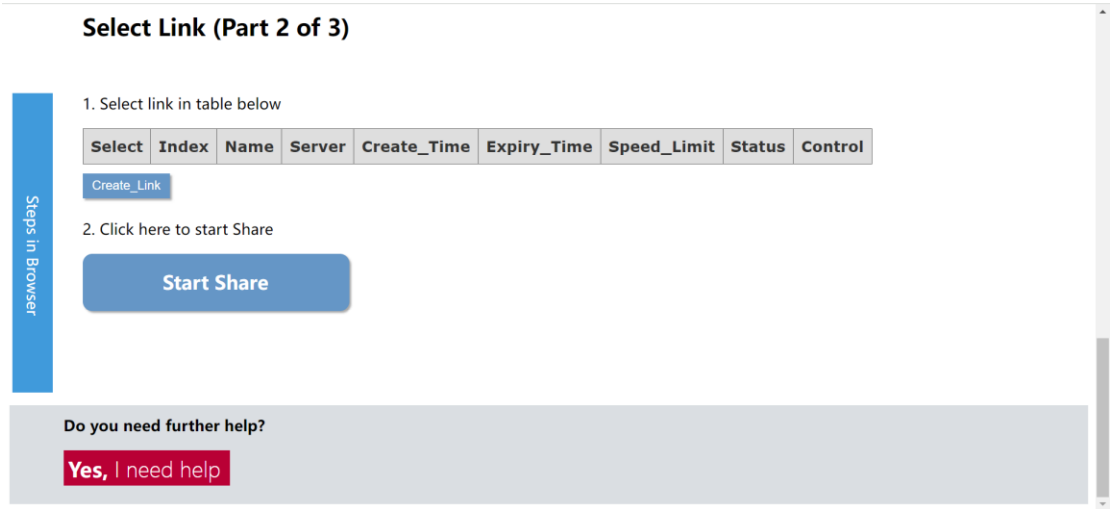 Select Link (Part 2 of 3)
1. Select link in table below
Select Index Name Server Create_Time Expiry_Time Speed_Limit Status Control
Create_Link
2. Click here to start Share
Start Share
Steps in Browser
Do you need further help?
Yes, I need help